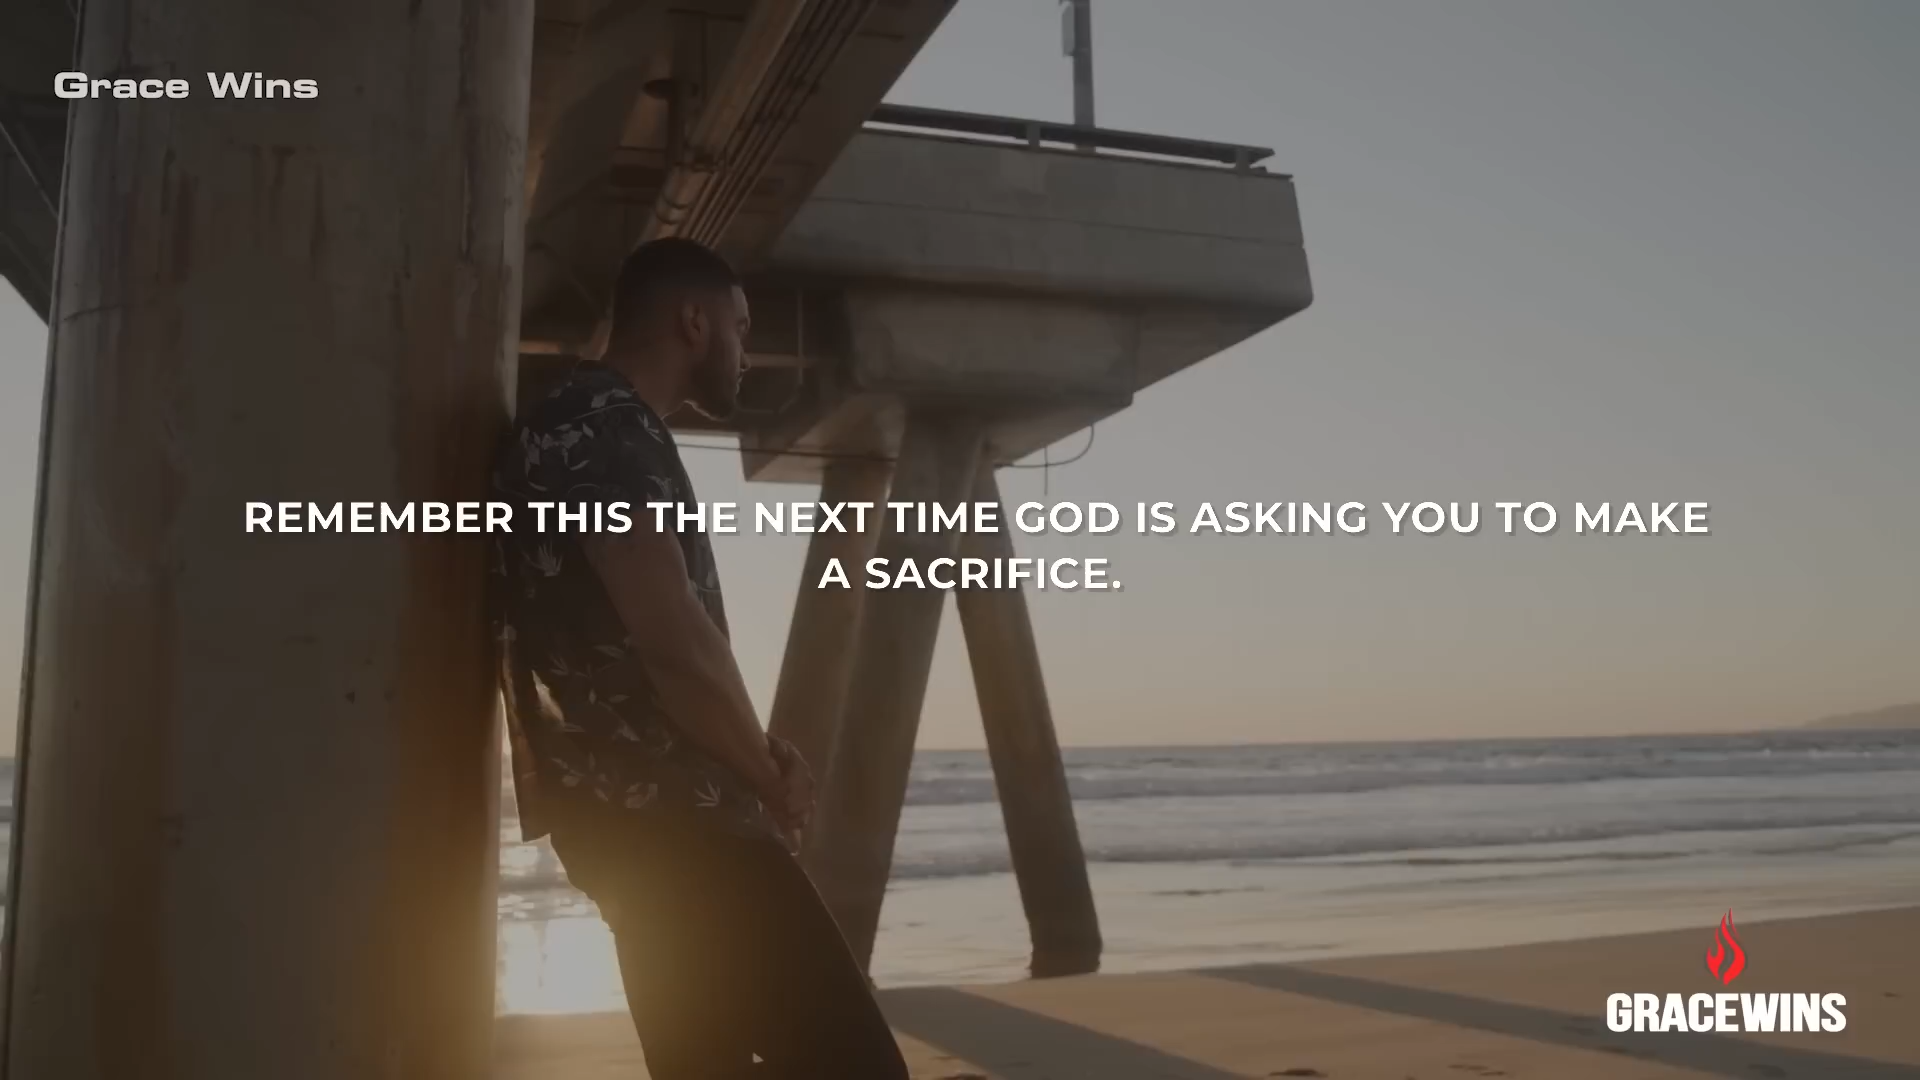 Grace Wins
REMEMBER THIS THE NEXT TIME GOD IS ASKING YOU TO MAKE
A SACRIFICE.
GRACEWINS